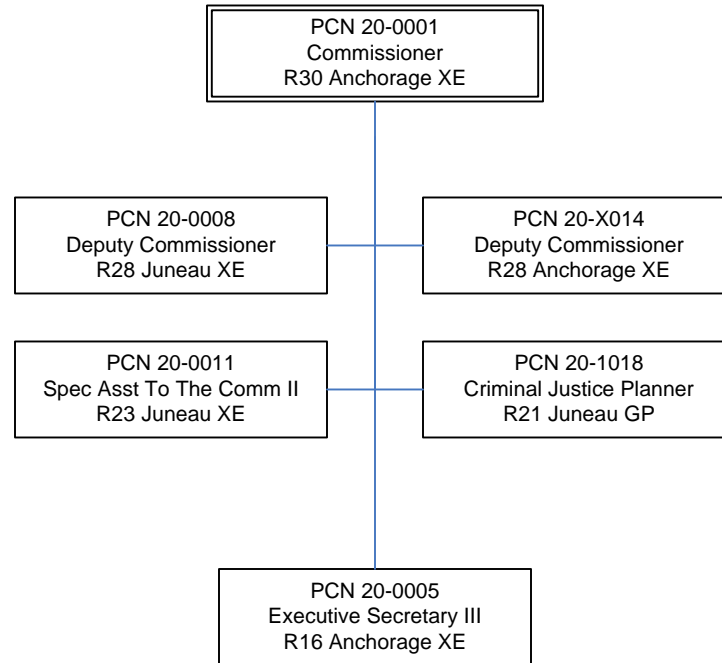 PCN 20-0001
Commissioner
R30 Anchorage XE
PCN 20-0008
Deputy Commissioner
R28 Juneau XE
PCN 20-X014
Deputy Commissioner
R28 Anchorage XE
PCN 20-0011
Spec Asst To The Comm II
R23 Juneau XE
PCN 20-1018
Criminal Justice Planner
R21 Juneau GP
PCN 20-0005
Executive Secretary III
R16 Anchorage XE